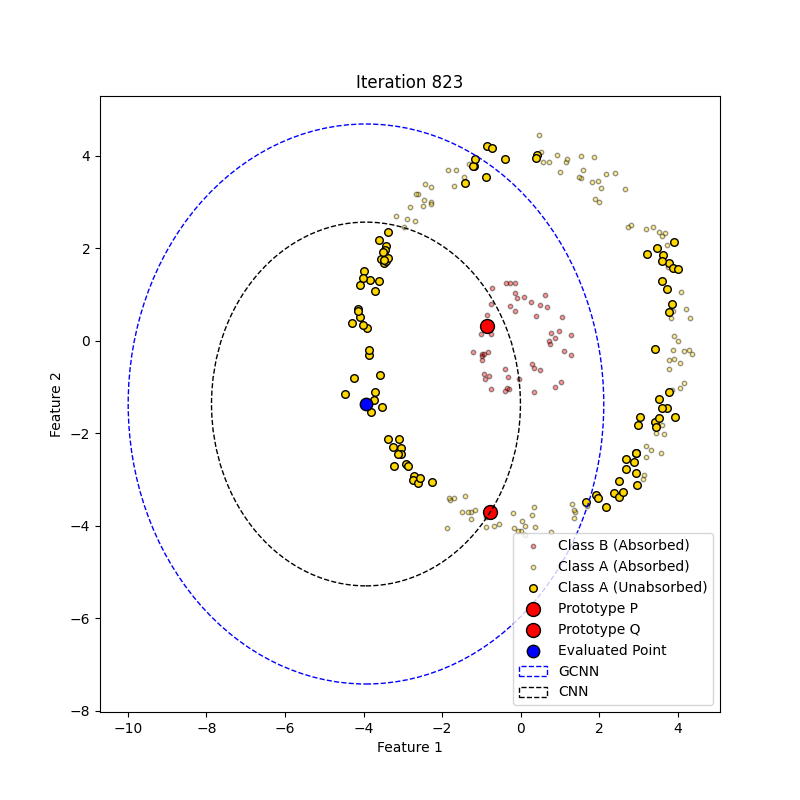 Iteration 823
Feature 2
4
2
0
−2
−4
−6
−8
−10
−8
−6
−4
−2
0
2
4
Feature 1
Class B (Absorbed)
Class A (Absorbed)
Class A (Unabsorbed)
Prototype P
Prototype Q
Evaluated Point
GCNN
CNN